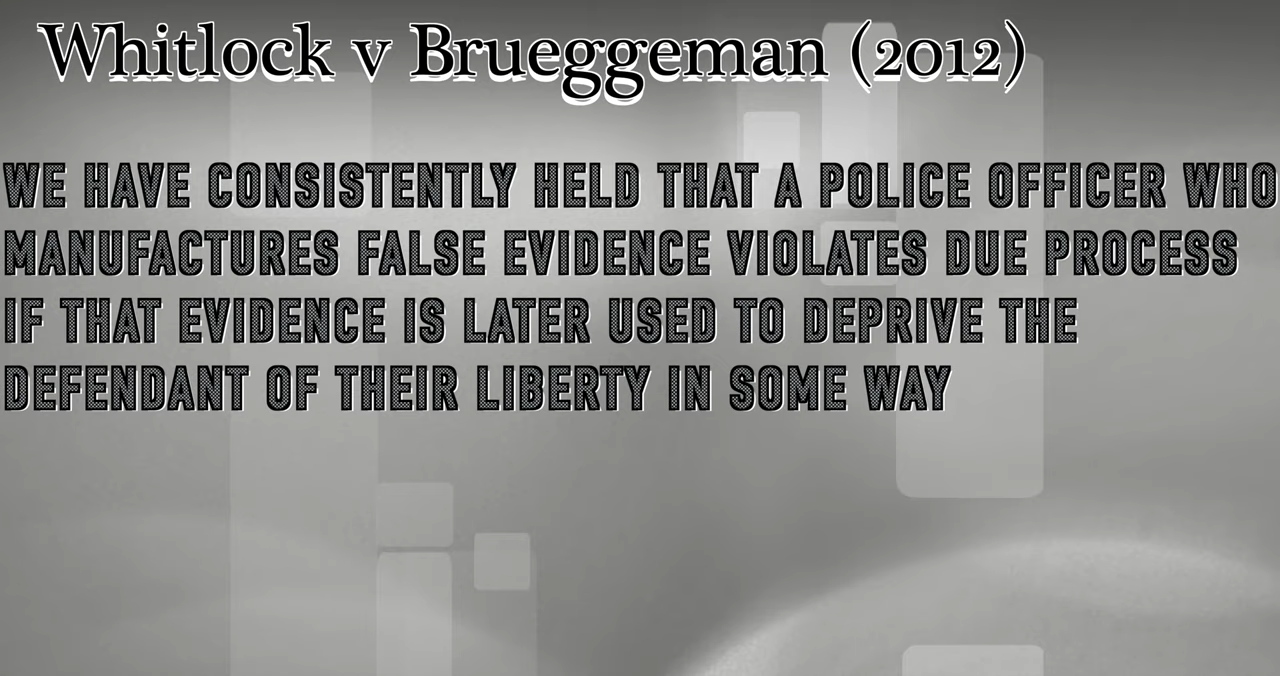 Whitlock v Brueggeman (2012)
WE HAVE CONSISTENTLY HELD THAT A POLICE OFFICER WHO
MANUFACTURES FALSE EVIDENCE VIOLATES DUE PROCESS
IF THAT EVIDENCE IS LATER USED TO DEPRIVE THE
DEFENDANT OF THEIR LIBERTY IN SOME WAY